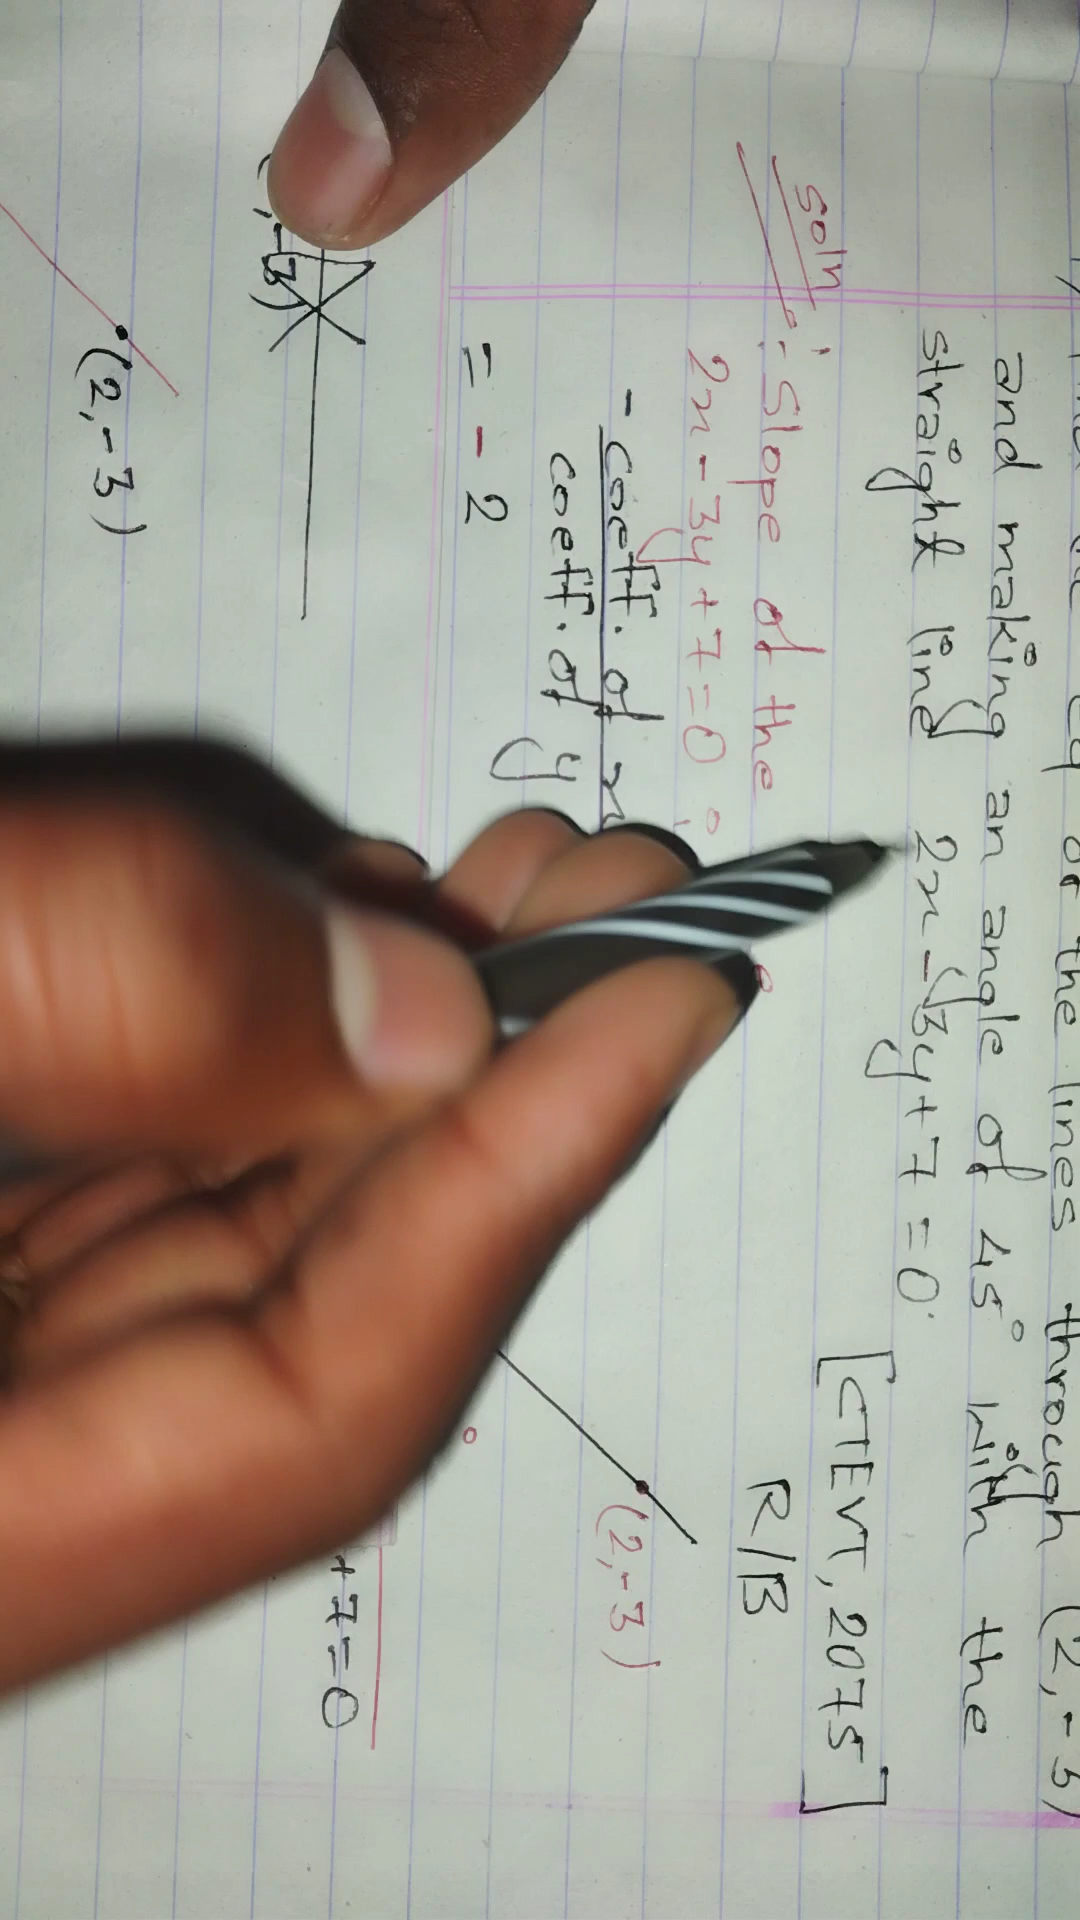 of the lines through (2,-3)
and making an angle of 45° with the
straight line 2x-3y+7=0.
[CTEVT, 2075]
R/B
soln
: Slope of the
2x-3y+7=0
- coeff. of x
coeff. of y
= -2
(2,-3)
+7=0
,-3)
(2,-3)